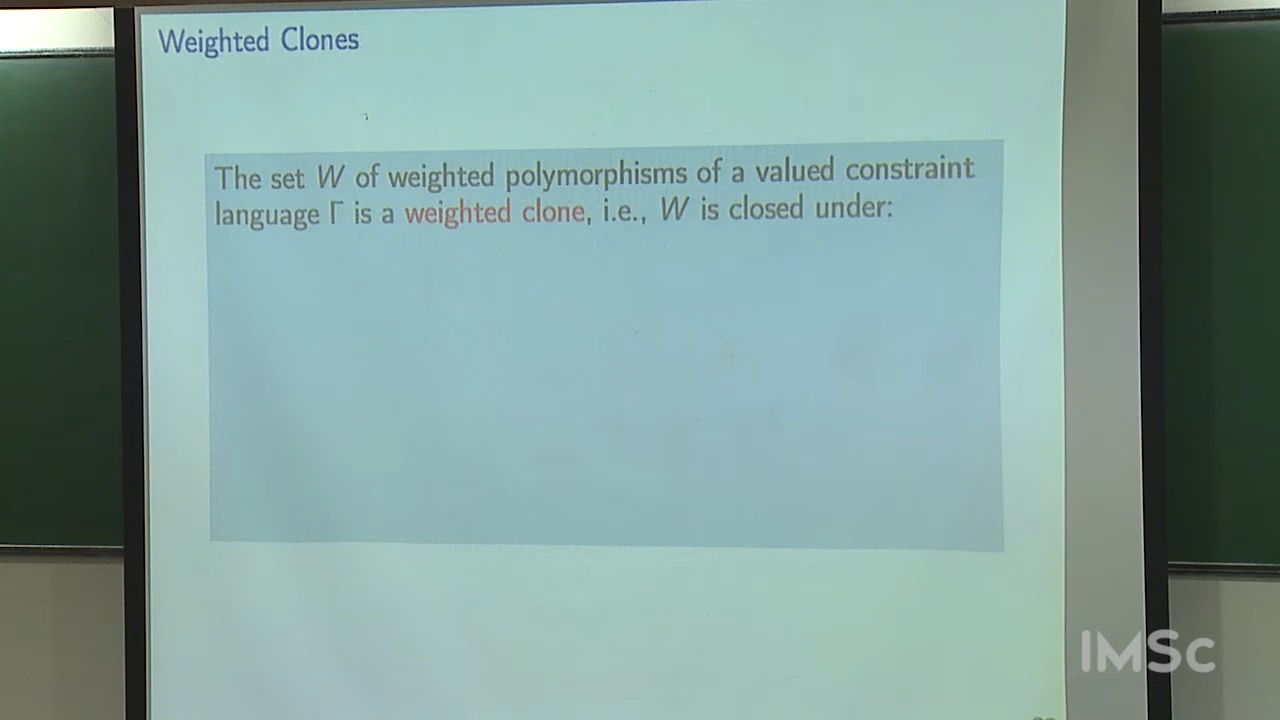 Weighted Clones
The set W of weighted polymorphisms of a valued constraint
language Γ is a weighted clone, i.e., W is closed under:
IMSc